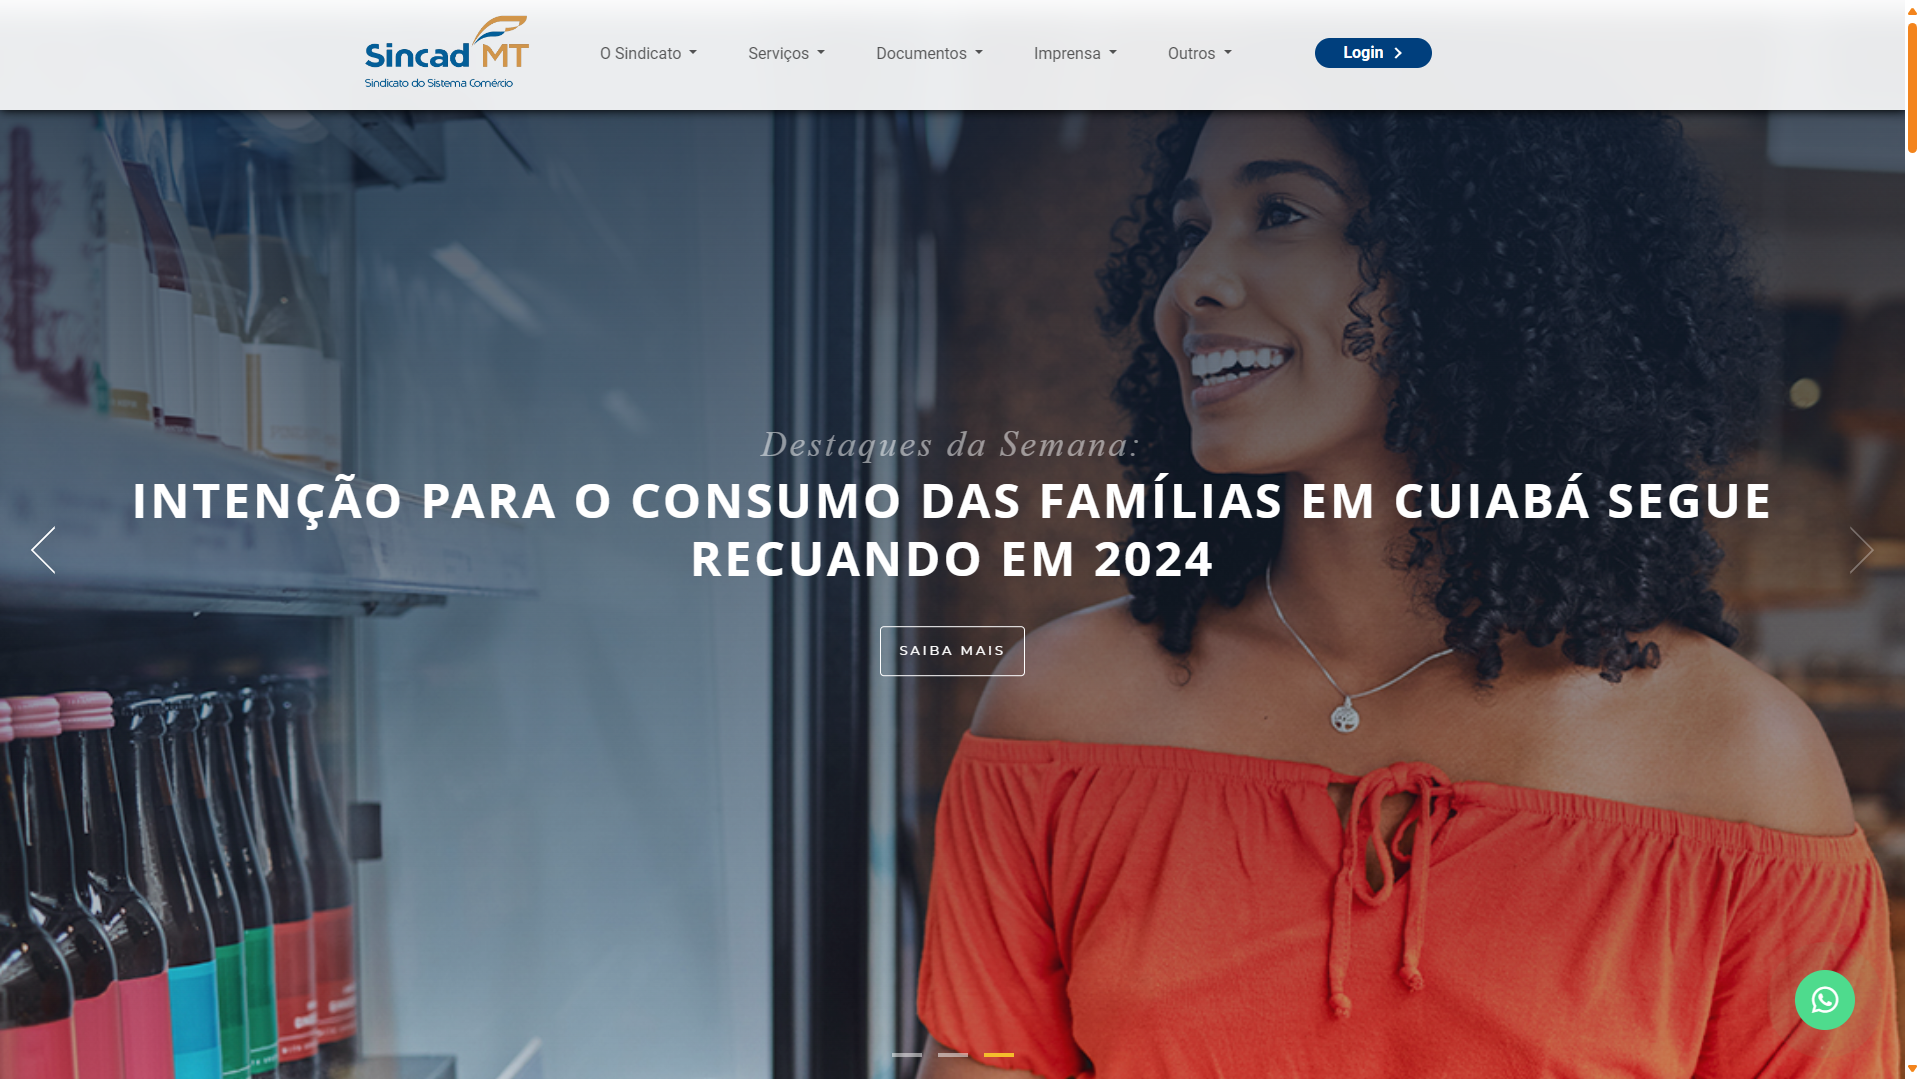 Sincad MT
Sindicato do Sistema Comércio
O Sindicato
Serviços
Documentos
Imprensa
Outros
Login
Destaques da Semana:
INTENÇÃO PARA O CONSUMO DAS FAMÍLIAS EM CUIABÁ SEGUE
RECUANDO EM 2024
SAIBA MAIS